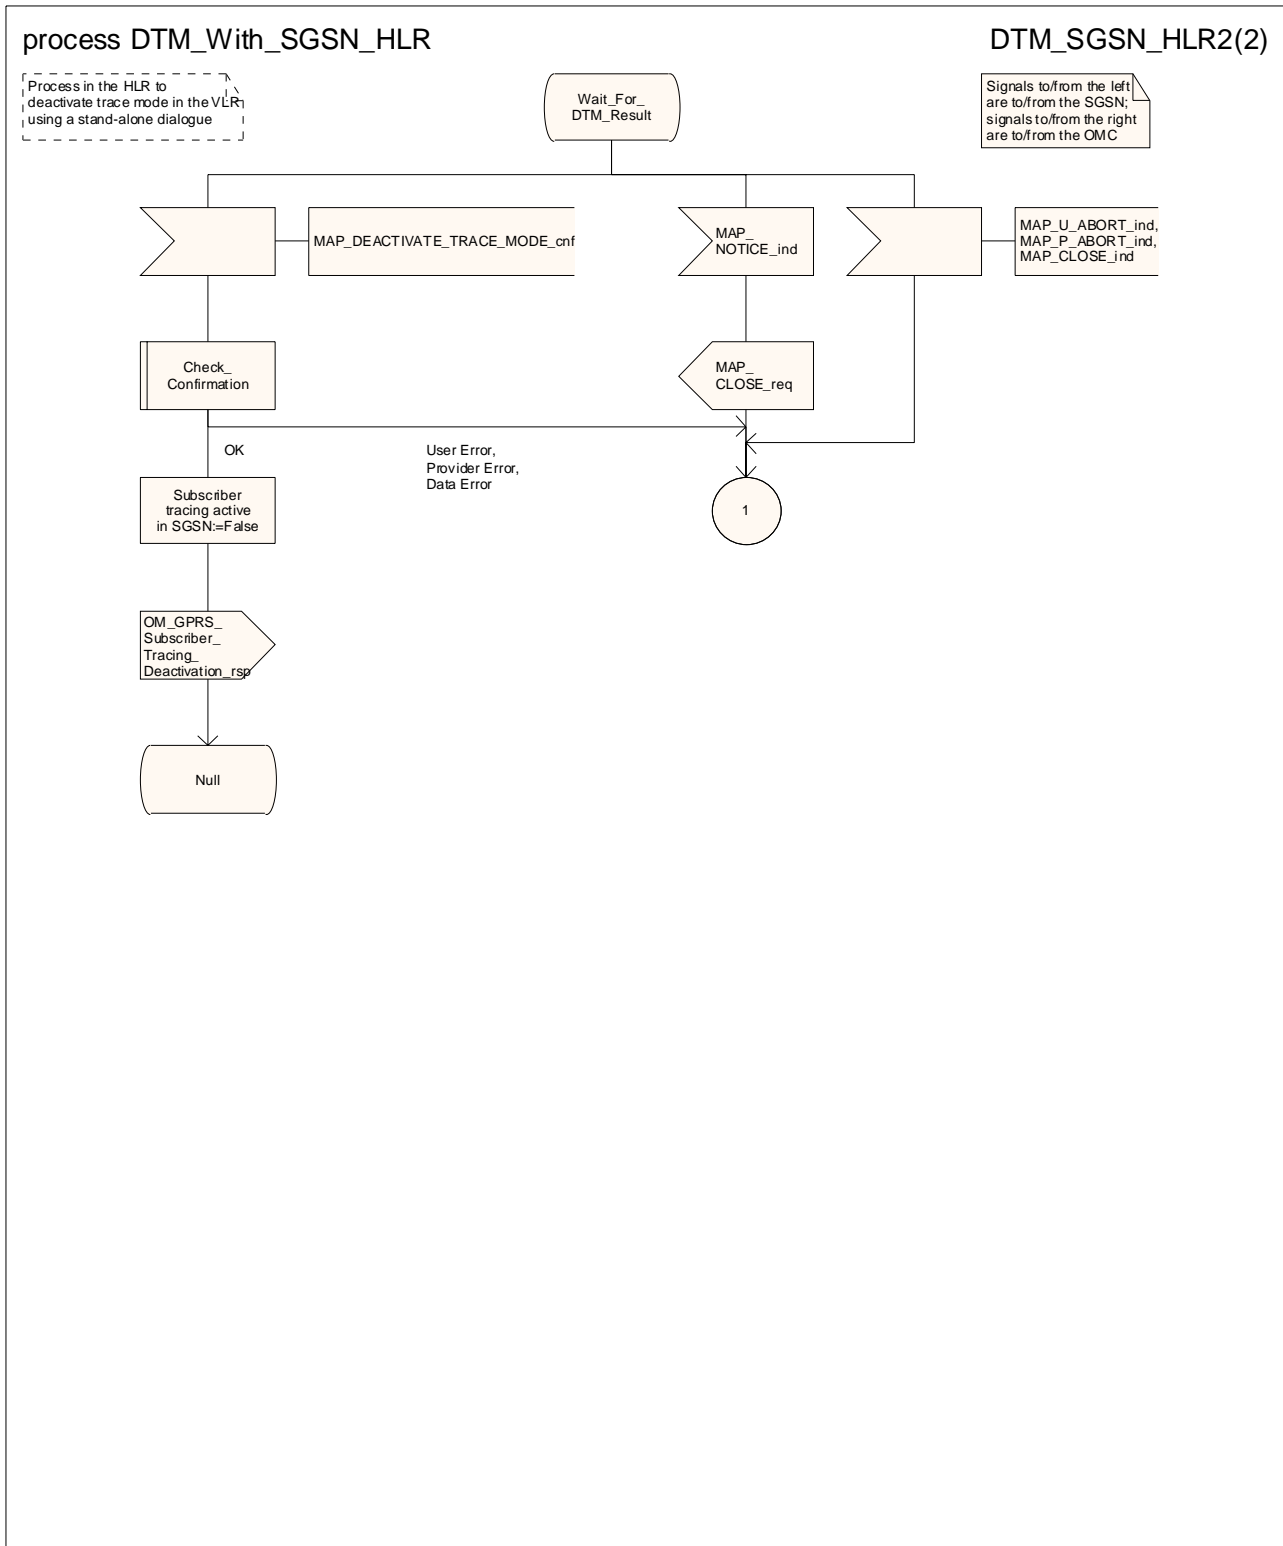 process DTM_With_SGSN_HLR
DTM_SGSN_HLR2(2)
Process in the HLR to
deactivate trace mode in the VLR
using a stand-alone dialogue
Wait_For_
DTM_Result
Signals to/from the left
are to/from the SGSN;
signals to/from the right
are to/from the OMC
MAP_DEACTIVATE_TRACE_MODE_cnf
MAP_
NOTICE_ind
MAP_U_ABORT_ind,
MAP_P_ABORT_ind,
MAP_CLOSE_ind
Check_
Confirmation
MAP_
CLOSE_req
OK
User Error,
Provider Error,
Data Error
Subscriber
tracing active
in SGSN:=False
1
OM_GPRS_
Subscriber_
Tracing_
Deactivation_rsp
Null